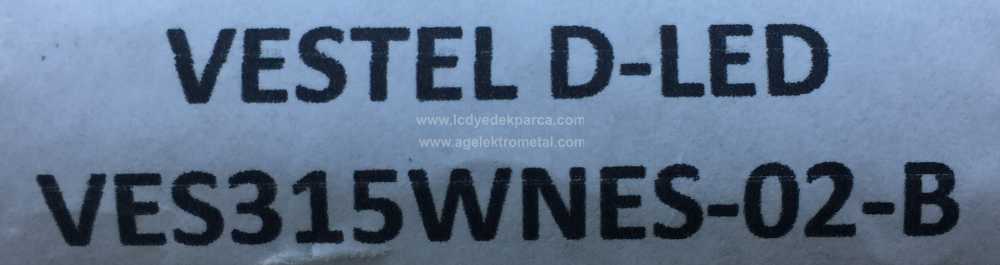 VESTEL D-LED
www.lcdyedekparca.com
www.agelektrometal.com
VES315WNES-02-B